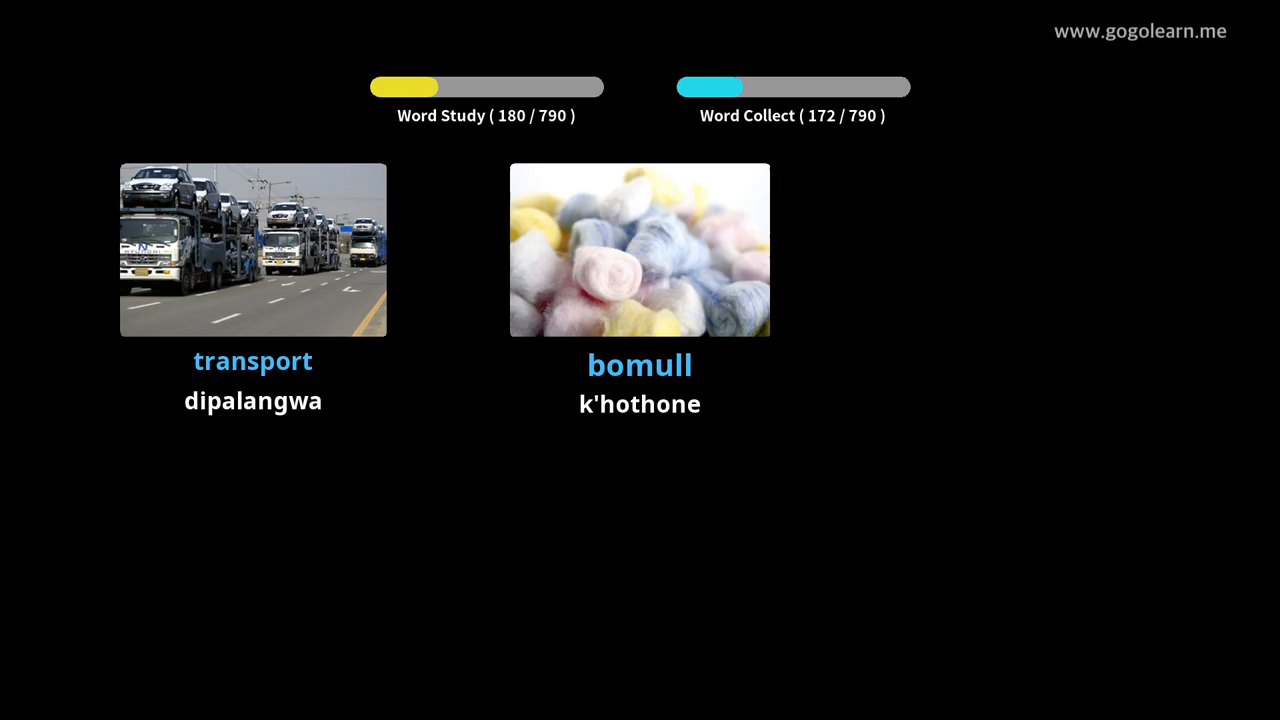 www.gogolearn.me
Word Study ( 180 / 790 )
Word Collect ( 172 / 790 )
transport
dipalangwa
bomull
k'hothone